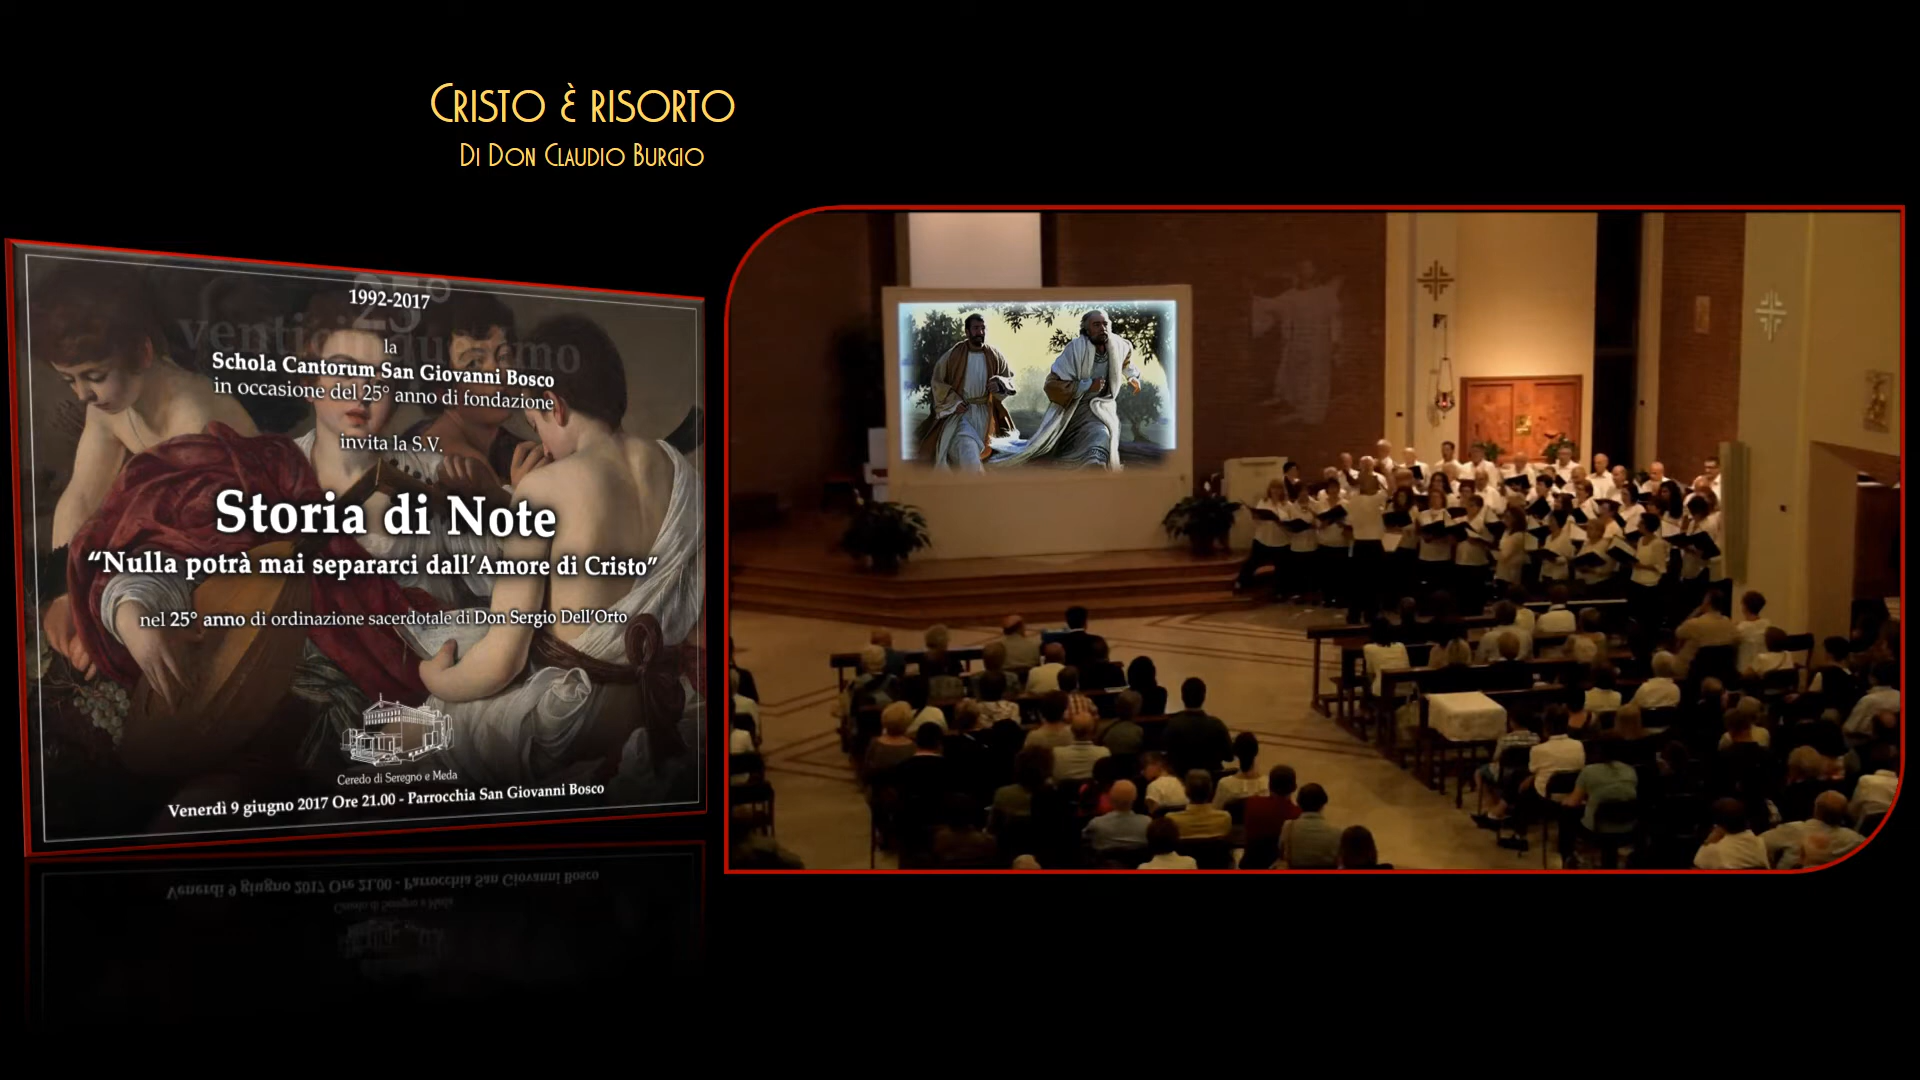 CRISTO È RISORTO
DI DON CLAUDIO BURGIO
25°
venticinquesimo
1992-2017
la
Schola Cantorum San Giovanni Bosco
in occasione del 25° anno di fondazione
invita la S.V.
Storia di Note
“Nulla potrà mai separarci dall’Amore di Cristo”
nel 25° anno di ordinazione sacerdotale di Don Sergio Dell’Orto
Ceredo di Seregno e Meda
Venerdì 9 giugno 2017 Ore 21.00 - Parrocchia San Giovanni Bosco